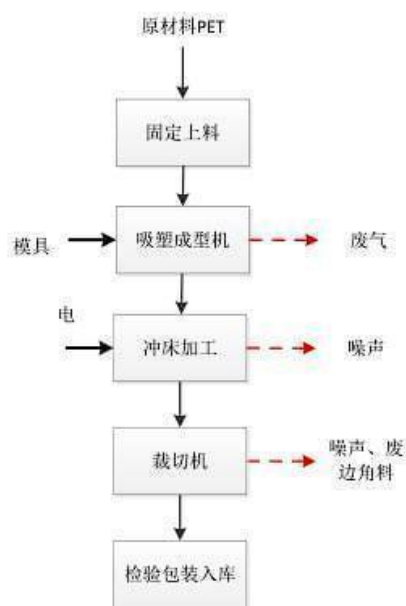 原材料PET
固定上料
模具
吸塑成型机
废气
电
冲床加工
噪声
裁切机
噪声、废
边角料
检验包装入库